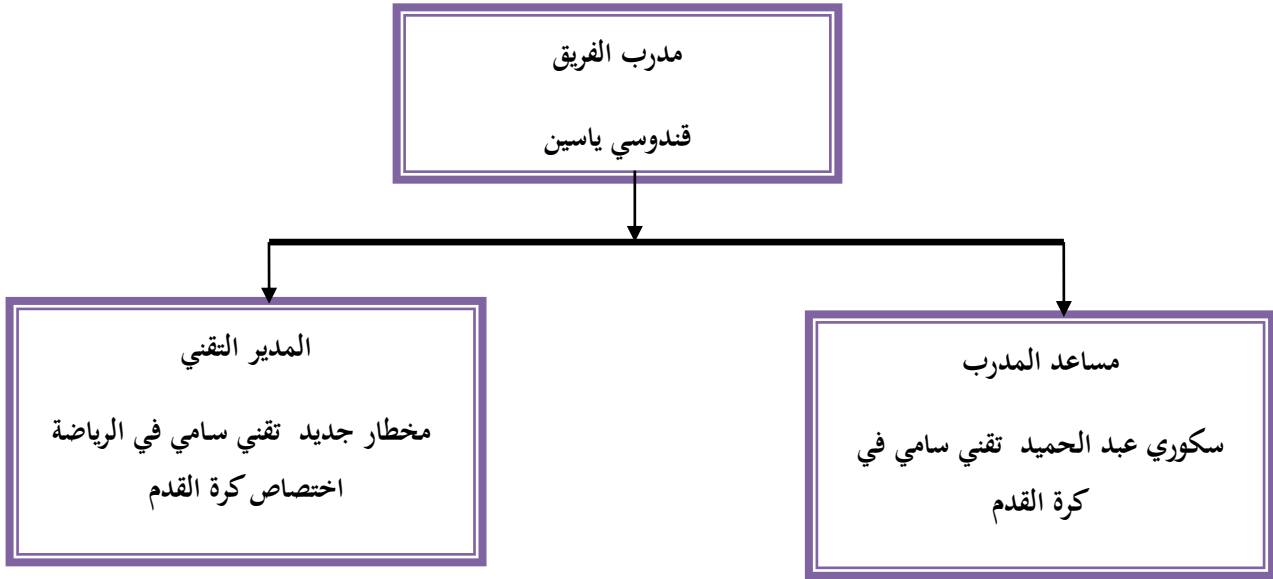 مدرب الفريق
قندوسي ياسين
مساعد المدرب
سكوري عبد الحميد تقني سامي في
كرة القدم
المدير التقني
مخطار جديد تقني سامي في الرياضة
اختصاص كرة القدم